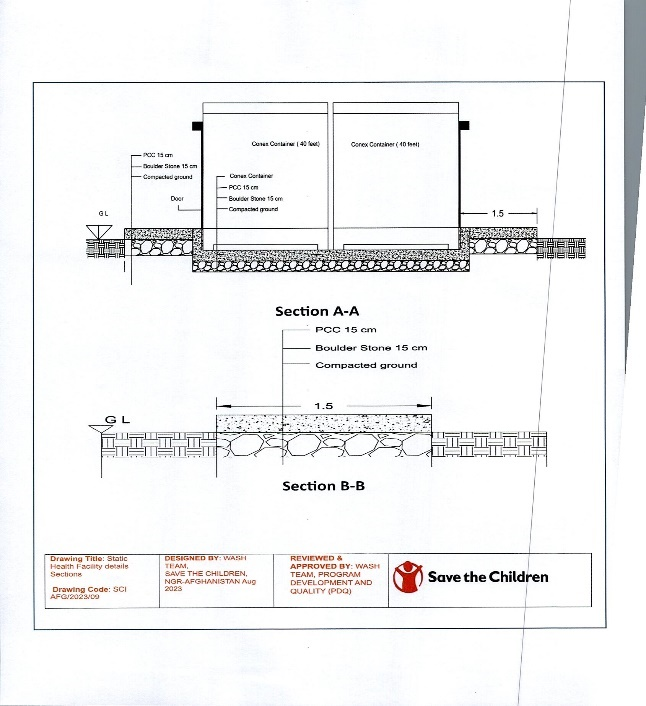 Conex Container ( 40 feet)
Conex Container ( 40 feet)
PCC 15 cm
Boulder Stone 15 cm
Compacted ground
Conex Container
PCC 15 cm
Boulder Stone 15 cm
Compacted ground
Door
G L
1.5
Section A-A
PCC 15 cm
Boulder Stone 15 cm
Compacted ground
1.5
G L
Section B-B
Drawing Title: Static
Health Facility details
Sections
Drawing Code: SCI
AFG/2023/09
DESIGNED BY: WASH
TEAM,
SAVE THE CHILDREN,
NGR-AFGHANISTAN Aug
2023
REVIEWED &
APPROVED BY: WASH
TEAM, PROGRAM
DEVELOPMENT AND
QUALITY (PDQ)
Save the Children